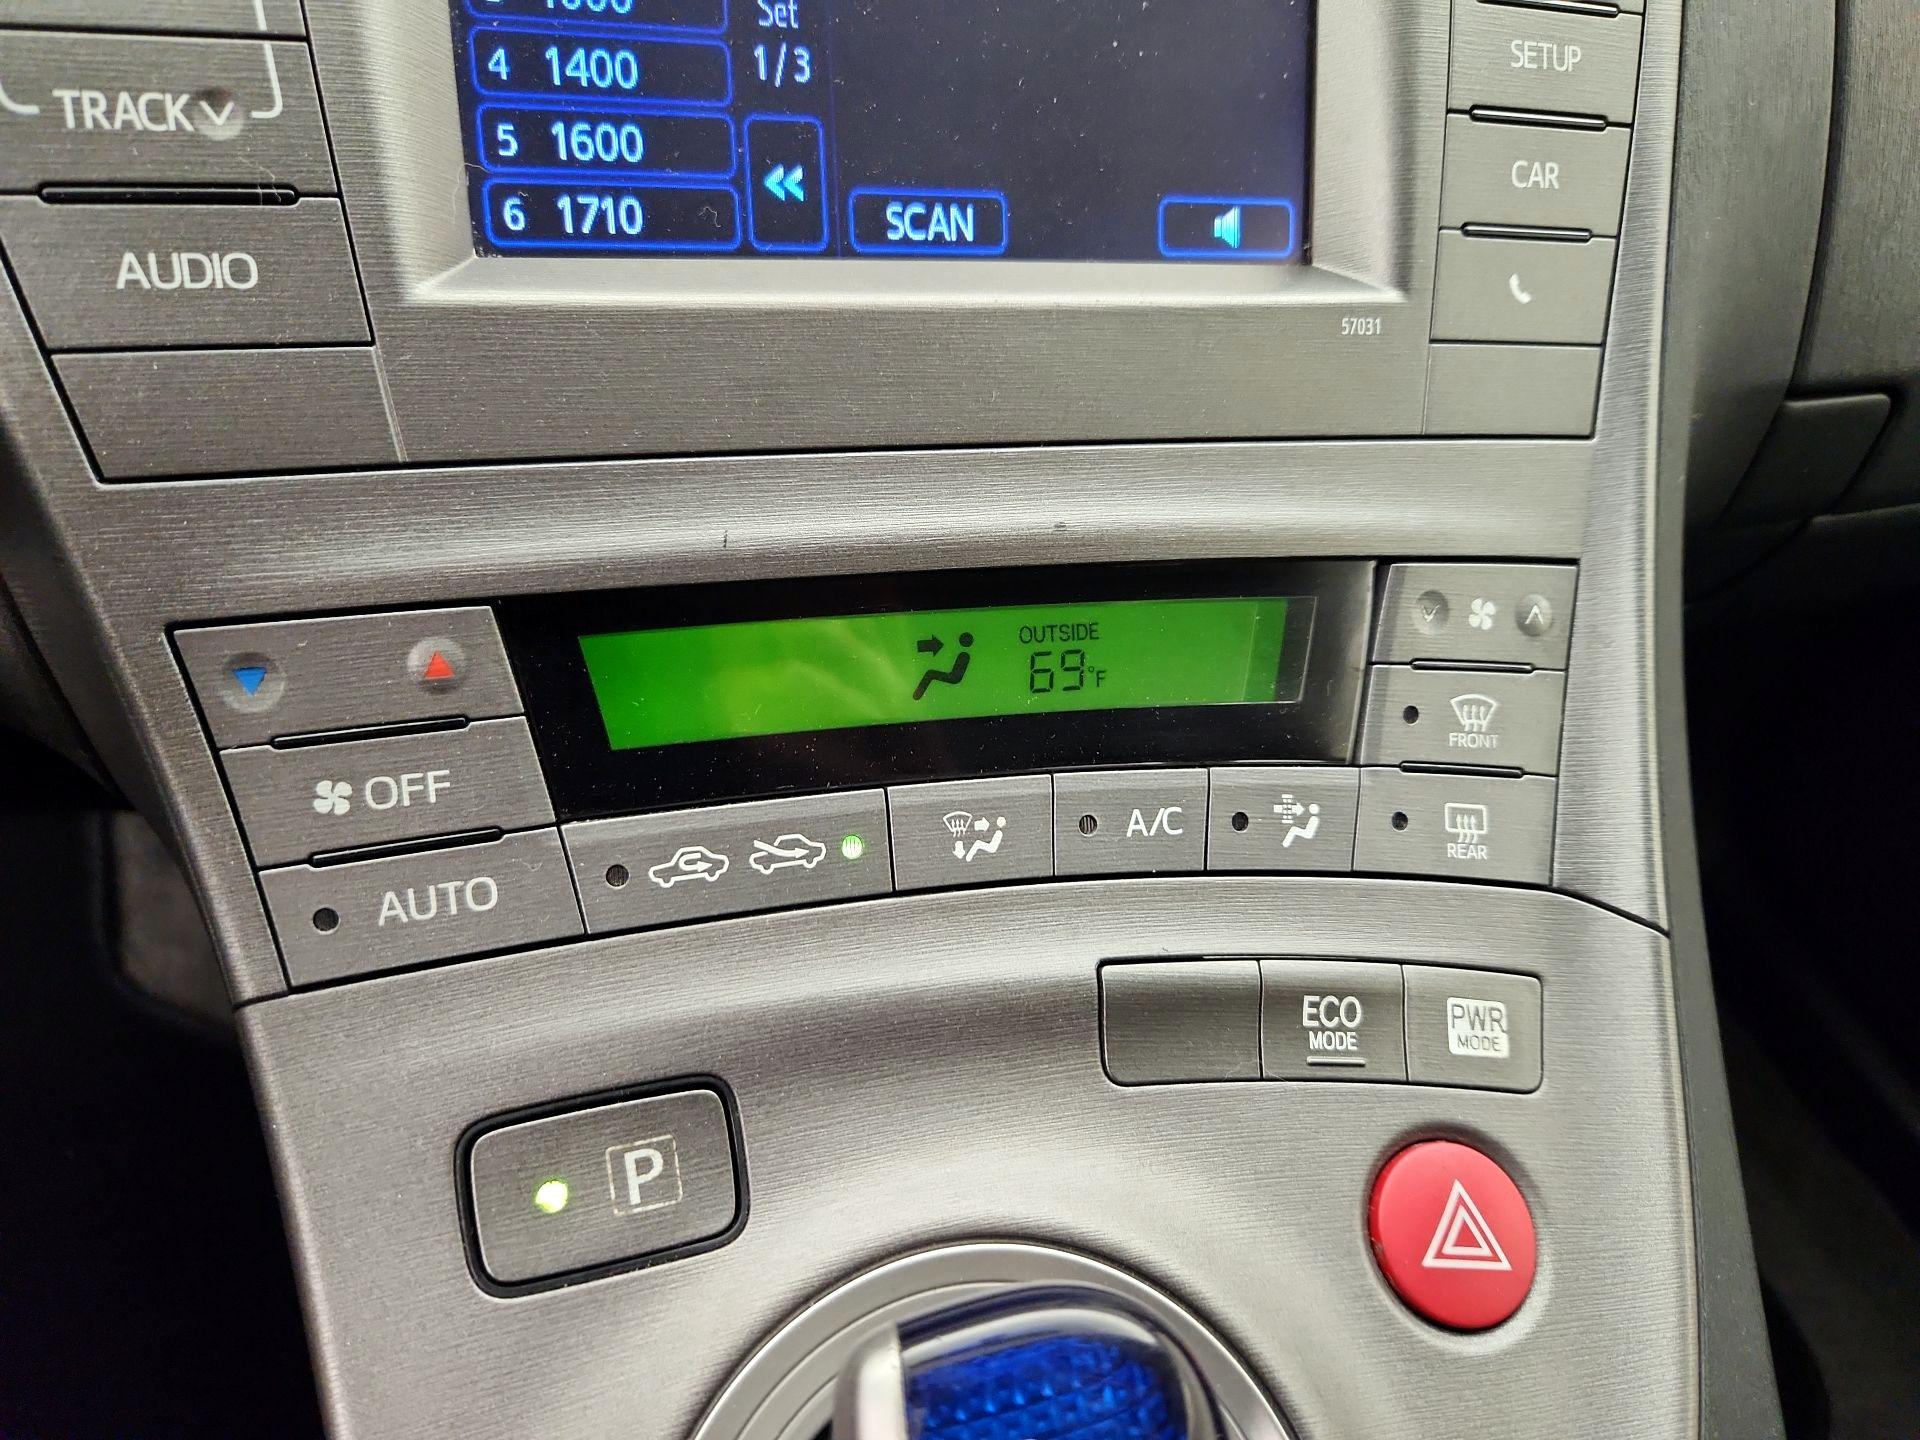 Set
4 1400
1/3
5 1600
6 1710
SCAN
TRACK
AUDIO
SETUP
CAR
57031
OUTSIDE
69°F
OFF
AUTO
A/C
FRONT
REAR
ECO
MODE
PWR
MODE
P